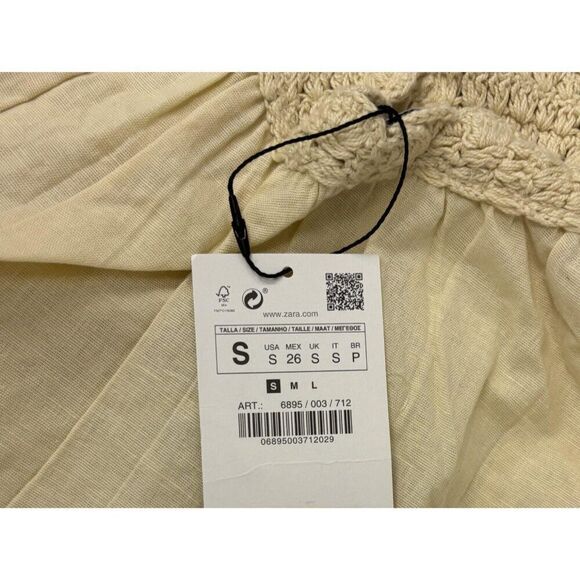 FSC
www.zara.com
TALLA / SIZE / TAMANHO / TAILLE / MAAT / ΜΕΓΕΘΟΣ
S USA MEX UK IT BR
S 26 S S P
S M L
ART.: 6895 / 003 / 712
06895003712029